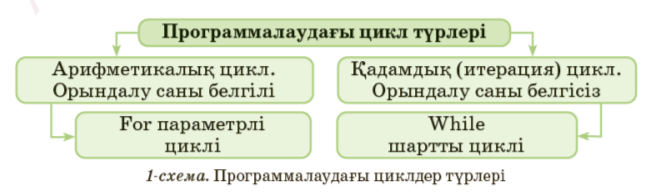 Программалаудағы цикл түрлері
Арифметикалық цикл.
Орындалу саны белгілі
Қадамдық (итерация) цикл.
Орындалу саны белгісіз
For параметрлі
циклі
While
шартты циклі
1-схема. Программалаудағы циклдер түрлері